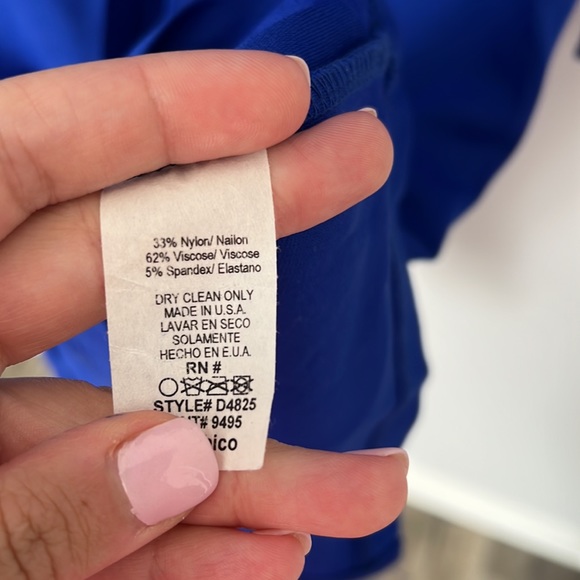 33% Nylon/ Nailon
62% Viscose/ Viscose
5% Spandex/ Elastano
DRY CLEAN ONLY
MADE IN U.S.A.
LAVAR EN SECO
SOLAMENTE
HECHO EN E.U.A.
RN #
STYLE# D4825
9495